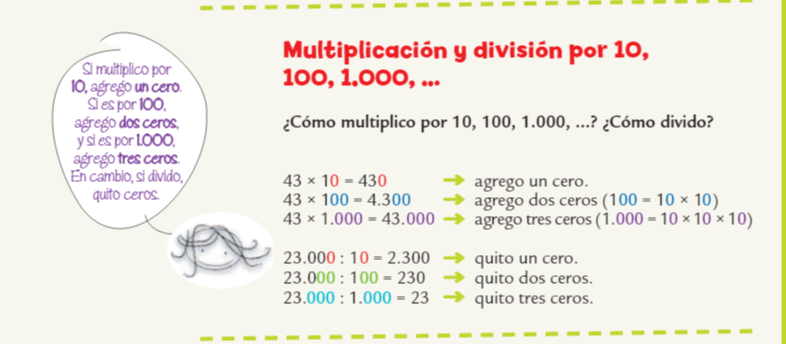 Si multiplico por
10, agrego un cero.
Si es por 100,
agrego dos ceros,
y si es por 1.000,
agrego tres ceros.
En cambio, si divido,
quito ceros.
Multiplicación y división por 10,
100, 1.000, ...
¿Cómo multiplico por 10, 100, 1.000, ...? ¿Cómo divido?
43 × 10 = 430 → agrego un cero.
43 × 100 = 4.300 → agrego dos ceros (100 = 10 × 10)
43 × 1.000 = 43.000 → agrego tres ceros (1.000 = 10 × 10 × 10)
23.000 : 10 = 2.300 → quito un cero.
23.000 : 100 = 230 → quito dos ceros.
23.000 : 1.000 = 23 → quito tres ceros.